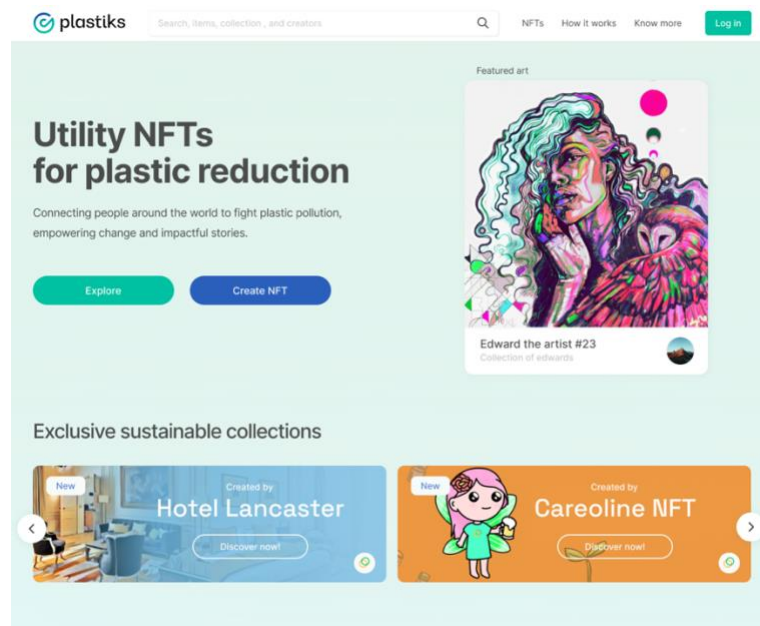 plastiks
Search, items, collection , and creators
NFTs
How it works
Know more
Log in
Featured art
Utility NFTs
for plastic reduction
Connecting people around the world to fight plastic pollution,
empowering change and impactful stories.
Explore
Create NFT
Edward the artist #23
Collection of edwards
Exclusive sustainable collections
New
Created by
Hotel Lancaster
Discover now!
New
Created by
Careoline NFT
Discover now!